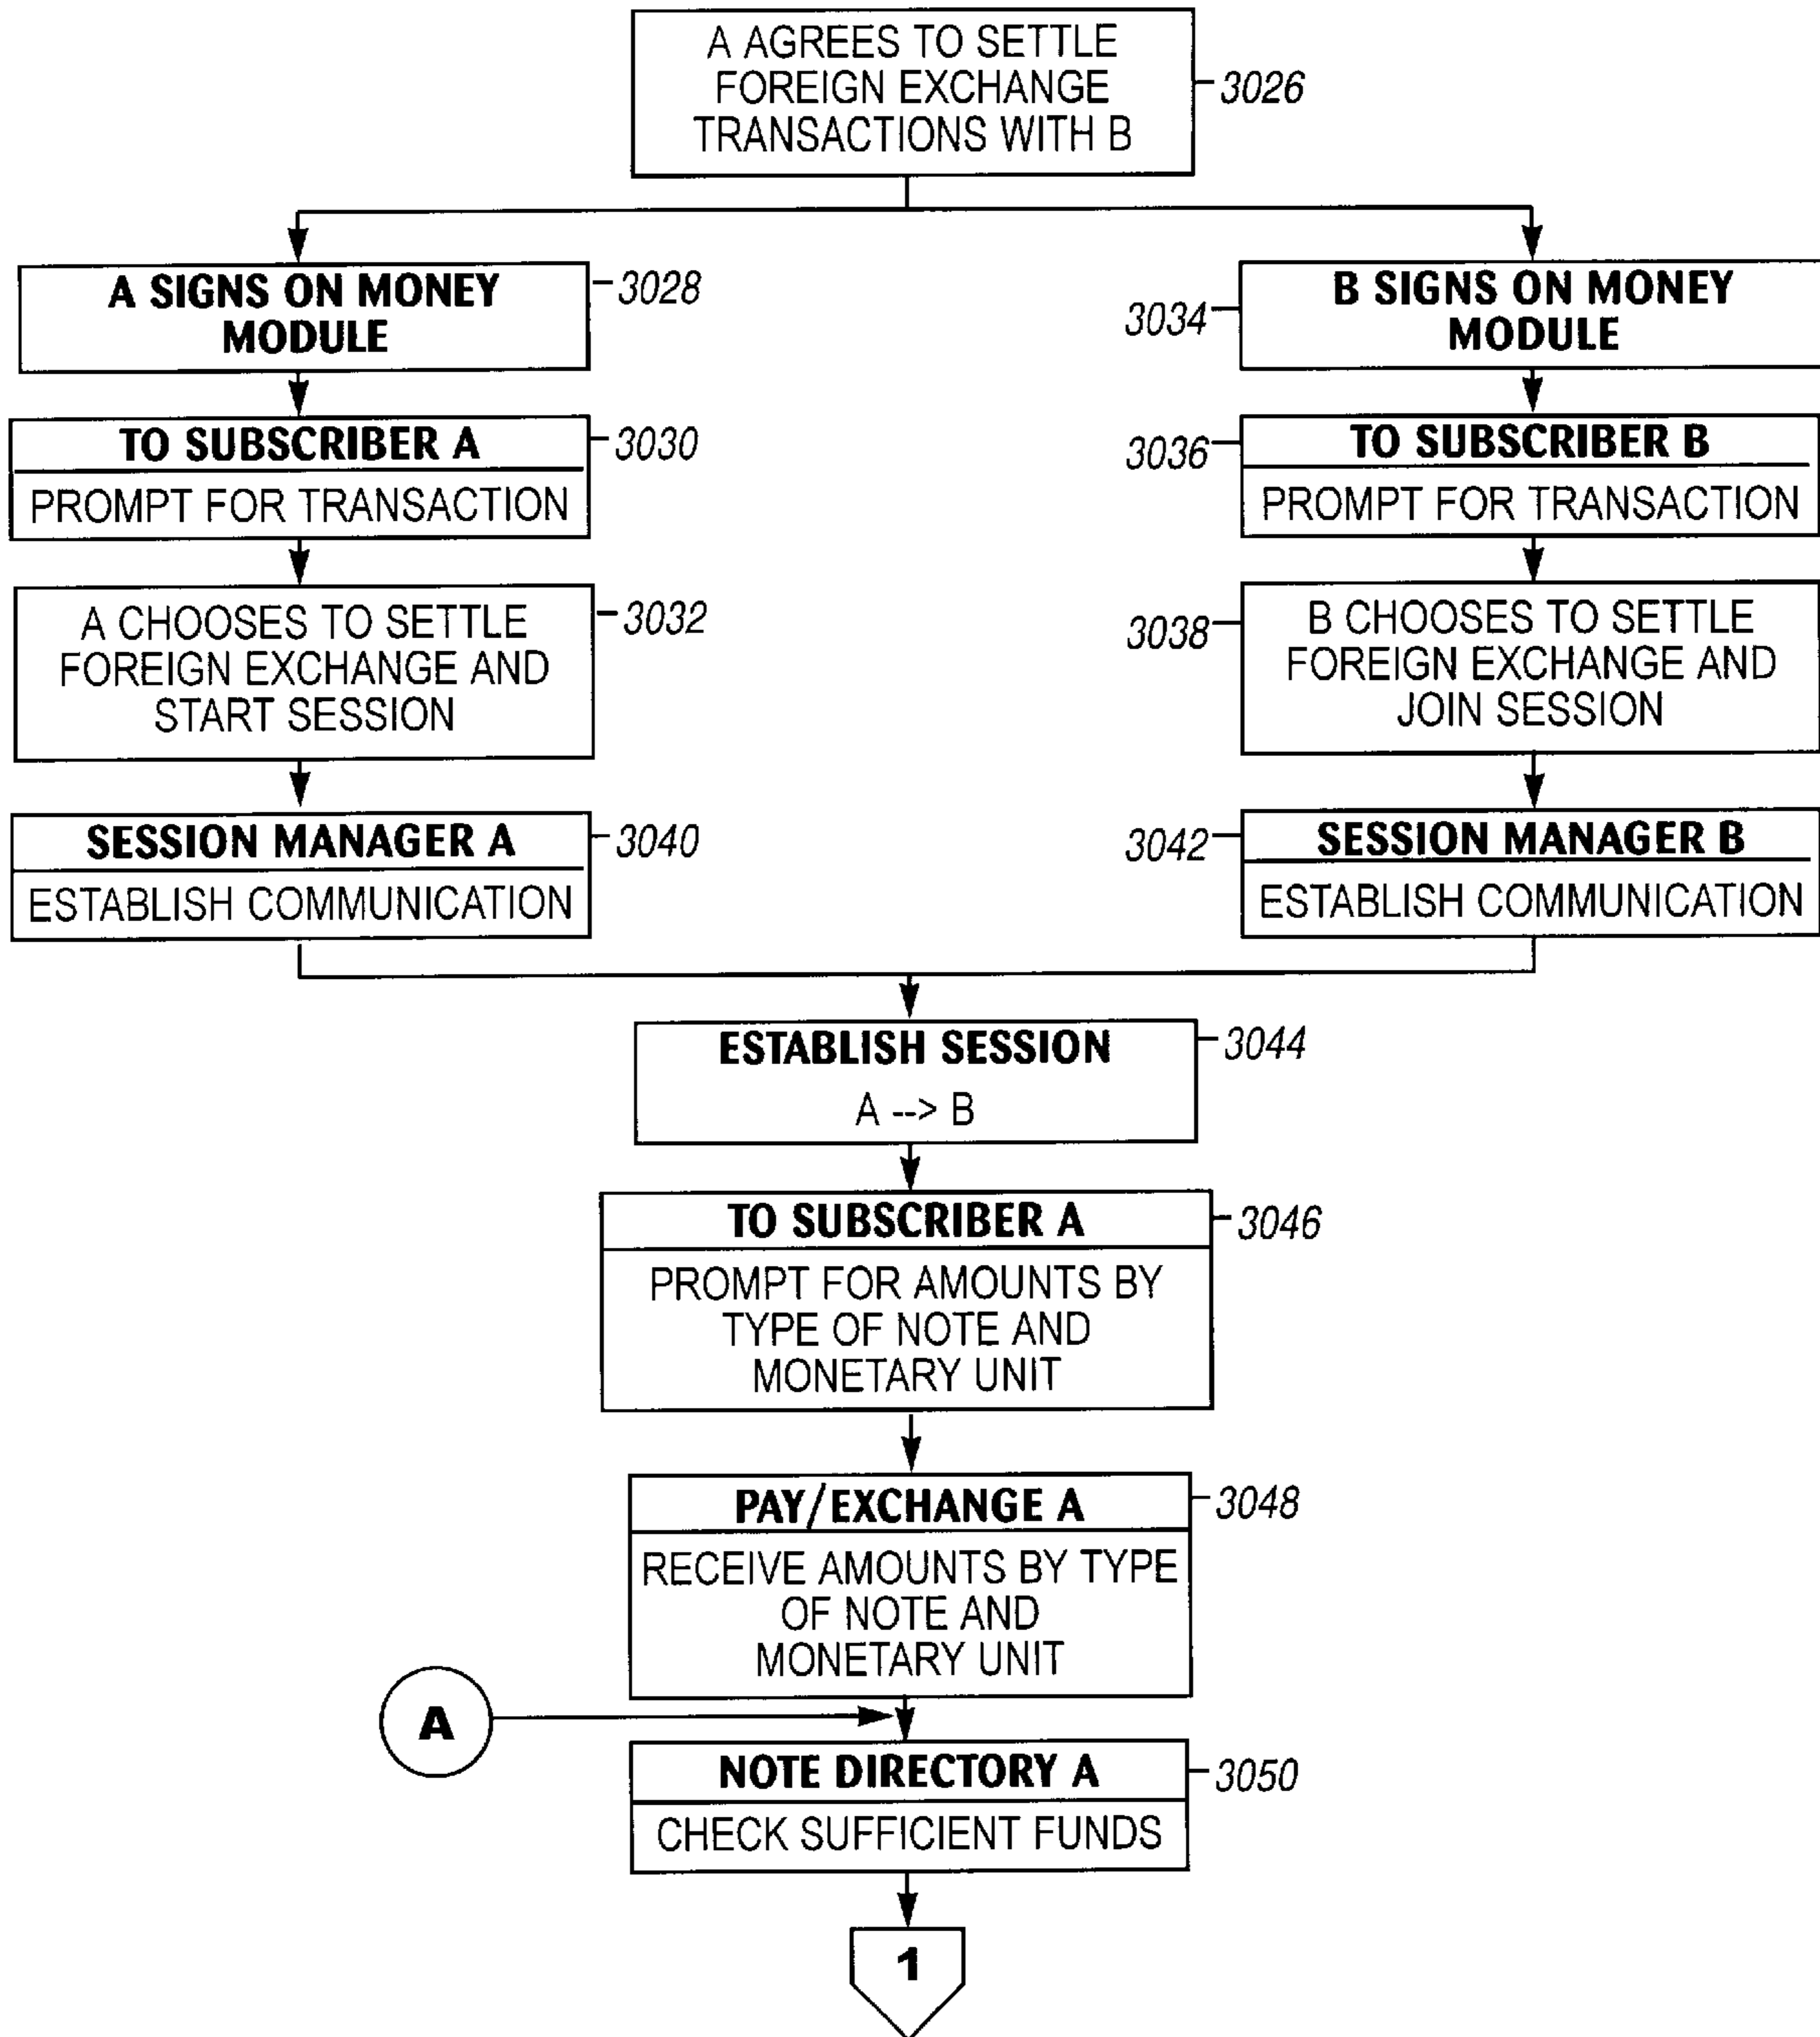 A AGREES TO SETTLE
FOREIGN EXCHANGE
TRANSACTIONS WITH B
3026
A SIGNS ON MONEY
MODULE
3028
TO SUBSCRIBER A
3030
PROMPT FOR TRANSACTION
A CHOOSES TO SETTLE
FOREIGN EXCHANGE AND
START SESSION
3032
SESSION MANAGER A
3040
ESTABLISH COMMUNICATION
3034
B SIGNS ON MONEY
MODULE
3036
TO SUBSCRIBER B
PROMPT FOR TRANSACTION
3038
B CHOOSES TO SETTLE
FOREIGN EXCHANGE AND
JOIN SESSION
3042
SESSION MANAGER B
ESTABLISH COMMUNICATION
ESTABLISH SESSION
3044
A --> B
TO SUBSCRIBER A
3046
PROMPT FOR AMOUNTS BY
TYPE OF NOTE AND
MONETARY UNIT
PAY/EXCHANGE A
3048
RECEIVE AMOUNTS BY TYPE
OF NOTE AND
MONETARY UNIT
A
NOTE DIRECTORY A
3050
CHECK SUFFICIENT FUNDS
1